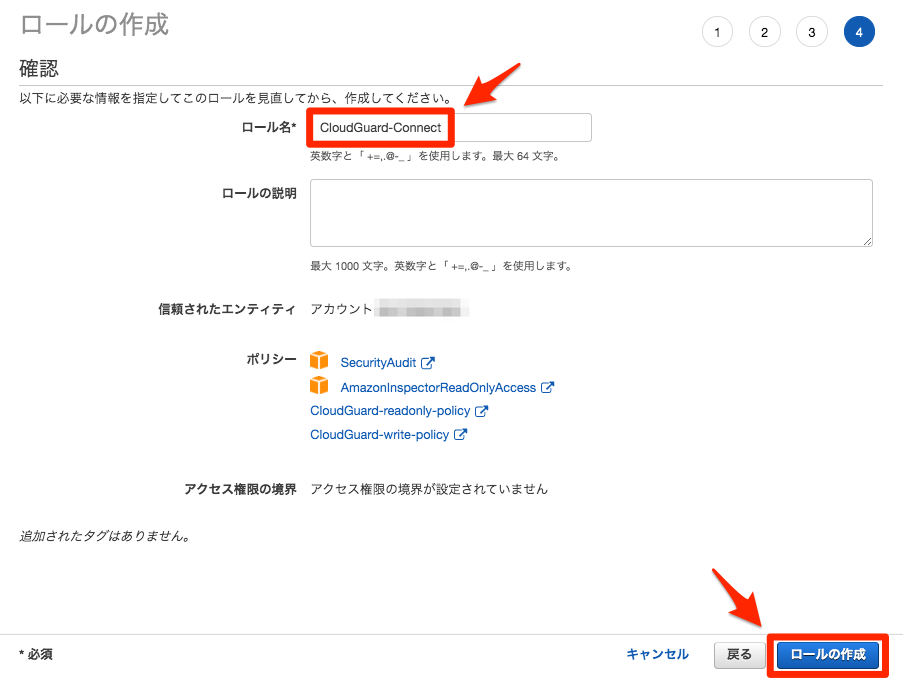 ロールの作成
1 2 3 4
確認
以下に必要な情報を指定してこのロールを見直してから、作成してください。
ロール名* CloudGuard-Connect
英数字と「 +=,.@-_ 」を使用します。最大 64 文字。
ロールの説明
最大 1000 文字。英数字と「 +=,.@-_ 」を使用します。
信頼されたエンティティ アカウント
ポリシー SecurityAudit
AmazonInspectorReadOnlyAccess
CloudGuard-readonly-policy
CloudGuard-write-policy
アクセス権限の境界 アクセス権限の境界が設定されていません
追加されたタグはありません。
* 必須 キャンセル 戻る ロールの作成